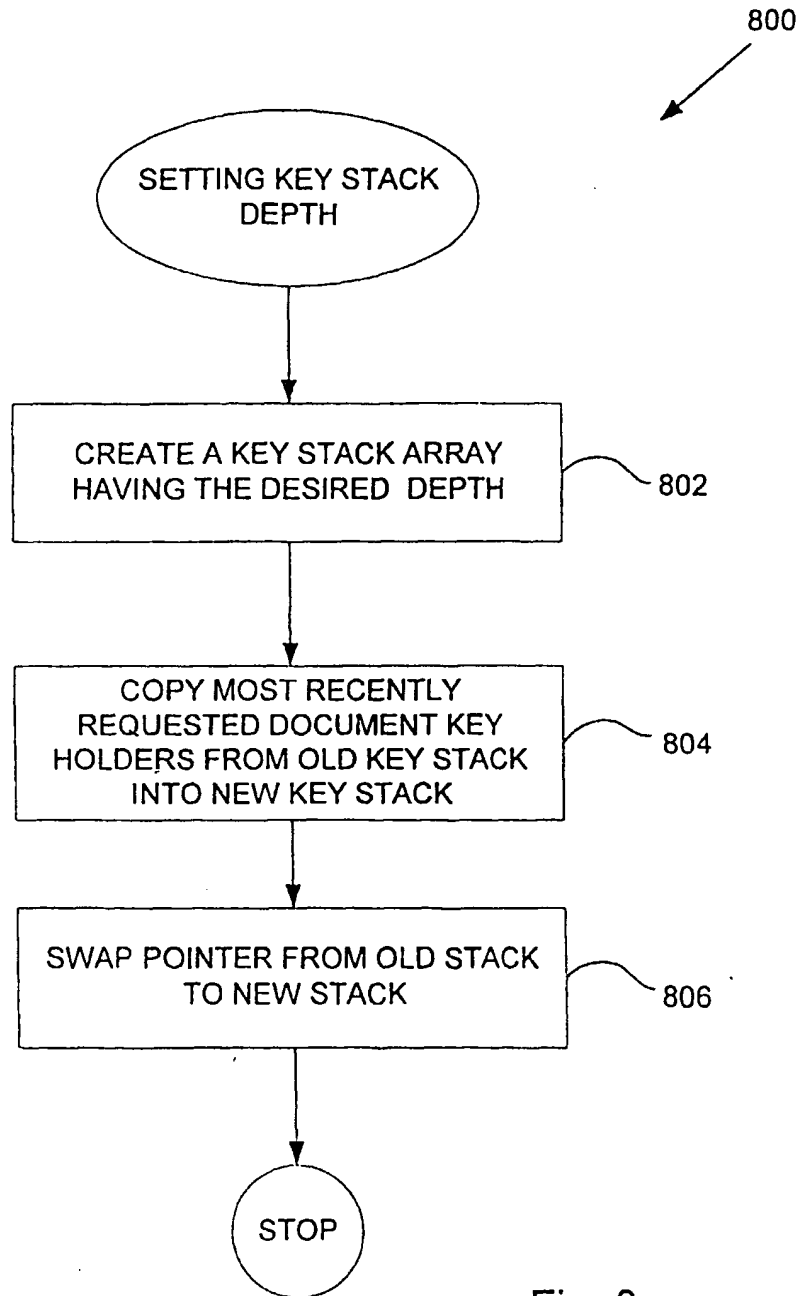 800
SETTING KEY STACK
DEPTH
CREATE A KEY STACK ARRAY
HAVING THE DESIRED DEPTH
802
COPY MOST RECENTLY
REQUESTED DOCUMENT KEY
HOLDERS FROM OLD KEY STACK
INTO NEW KEY STACK
804
SWAP POINTER FROM OLD STACK
TO NEW STACK
806
STOP